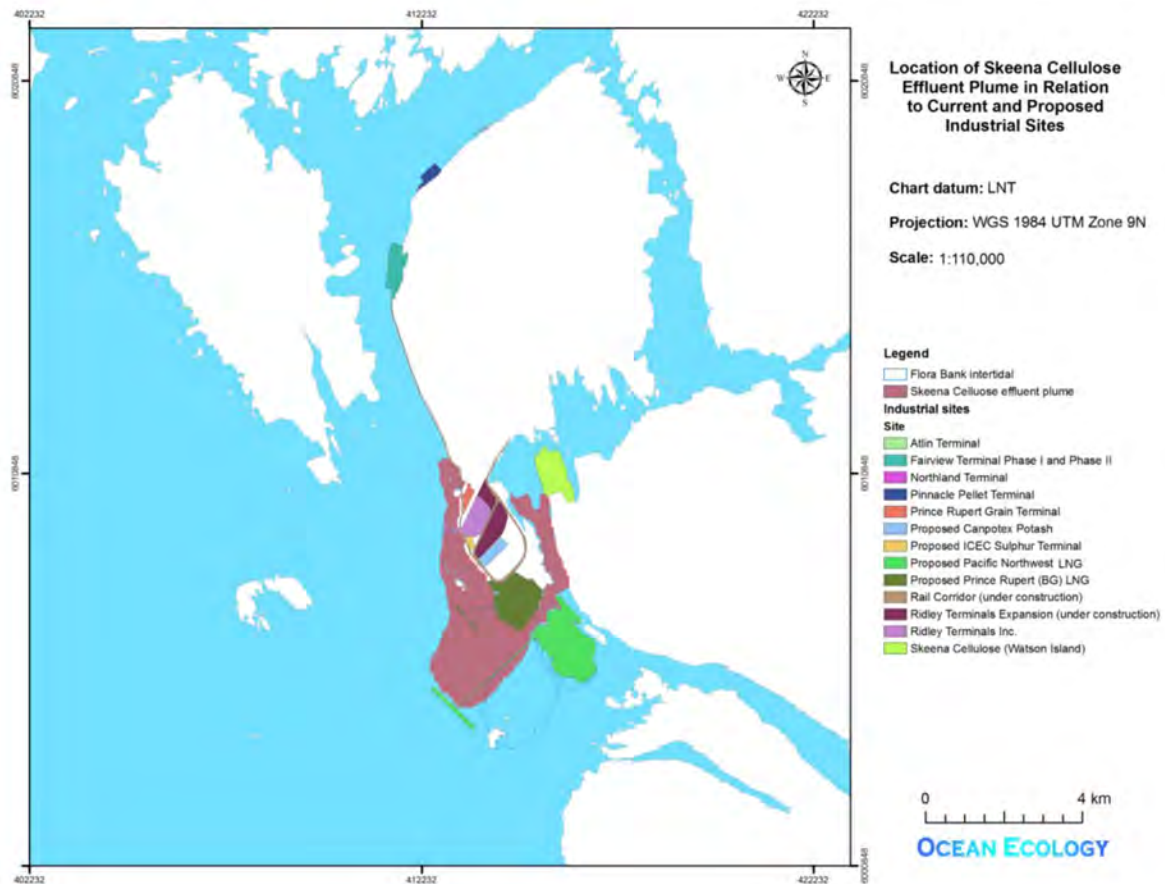 402232
412232
422232
6020848
6020848
N
W
E
S
Location of Skeena Cellulose
Effluent Plume in Relation
to Current and Proposed
Industrial Sites
Chart datum: LNT
Projection: WGS 1984 UTM Zone 9N
Scale: 1:110,000
Legend
Flora Bank intertidal
Skeena Celluose effluent plume
Industrial sites
Site
Atlin Terminal
Fairview Terminal Phase I and Phase II
Northland Terminal
Pinnacle Pellet Terminal
Prince Rupert Grain Terminal
Proposed Canpotex Potash
Proposed ICEC Sulphur Terminal
Proposed Pacific Northwest LNG
Proposed Prince Rupert (BG) LNG
Rail Corridor (under construction)
Ridley Terminals Expansion (under construction)
Ridley Terminals Inc.
Skeena Cellulose (Watson Island)
6010848
6010848
0 4 km
OCEAN ECOLOGY
6000848
402232
412232
422232